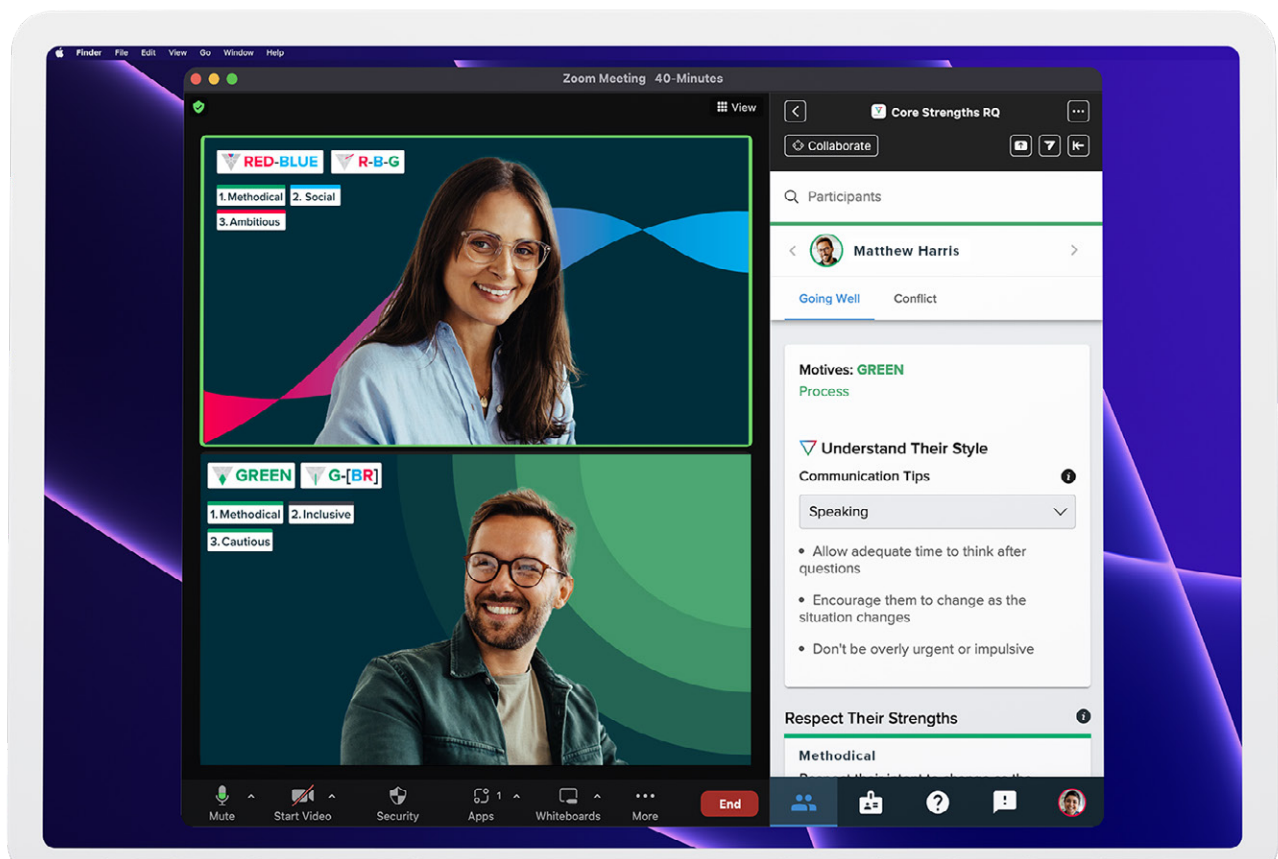 Finder File Edit View Go Window Help
Zoom Meeting 40-Minutes
View
RED-BLUE R-B-G
1. Methodical 2. Social
3. Ambitious
GREEN G-[BR]
1. Methodical 2. Inclusive
3. Cautious
Mute Start Video Security Apps 1 Whiteboards More End
Core Strengths RQ
Collaborate
Participants
Matthew Harris
Going Well Conflict
Motives: GREEN
Process
Understand Their Style
Communication Tips
Speaking
• Allow adequate time to think after
questions
• Encourage them to change as the
situation changes
• Don't be overly urgent or impulsive
Respect Their Strengths
Methodical